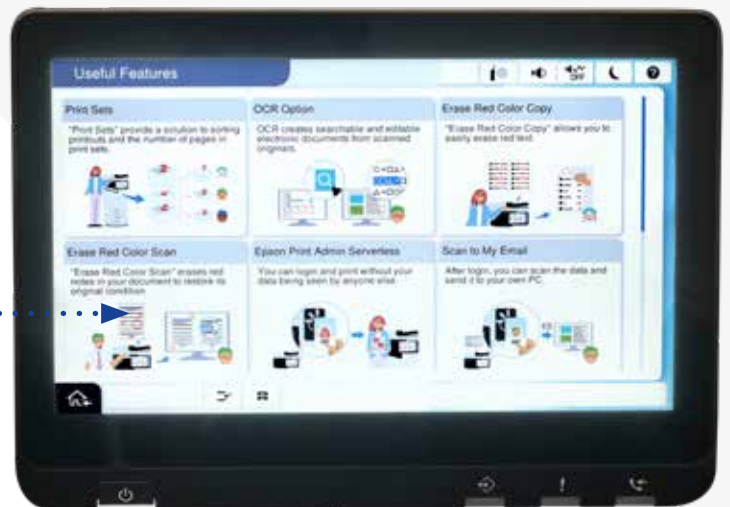 Useful Features
Print Sets
"Print Sets" provide a solution to sorting
printouts and the number of pages in
print sets.
OCR Option
OCR creates searchable and editable
electronic documents from scanned
originals.
Erase Red Color Copy
"Erase Red Color Copy" allows you to
easily erase red text.
Erase Red Color Scan
"Erase Red Color Scan" erases red
notes in your document to restore its
original condition
Epson Print Admin Serverless
You can login and print without your
data being seen by anyone else
Scan to My Email
After login, you can scan the data and
send it to your own PC.